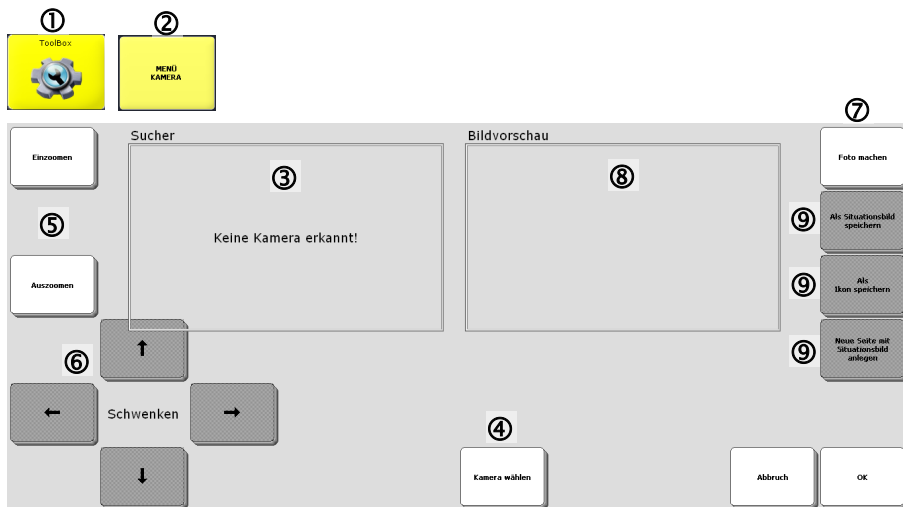 ①
②
ToolBox
MENÜ
KAMERA
⑦
Sucher
Bildvorschau
Einzoomen
③
⑧
Foto machen
⑤
Keine Kamera erkannt!
⑨
Als Situationsbild
speichern
Auszoomen
⑨
Als
Ikon speichern
⑥
↑
⑨
Neue Seite mit
Situationsbild
anlegen
←
Schwenken
→
④
↓
Kamera wählen
Abbruch
OK